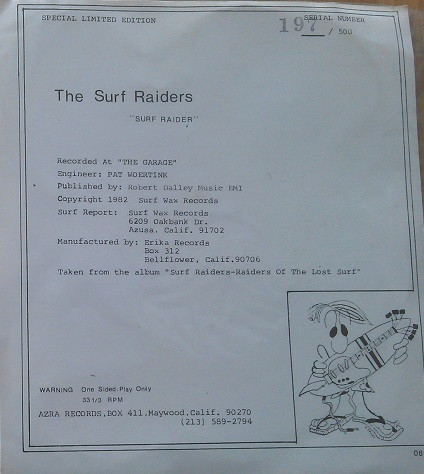 SPECIAL LIMITED EDITION
SERIAL NUMBER
197 / 500
The Surf Raiders
"SURF RAIDER"
Recorded At "THE GARAGE"
Engineer: PAT WOERTINK
Published by: Robert Dalley Music BMI
Copyright 1982 Surf Wax Records
Surf Report: Surf Wax Records
6209 Oakbank Dr.
Azusa, Calif. 91702
Manufactured by: Erika Records
Box 312
Bellflower, Calif.90706
Taken from the album "Surf Raiders-Raiders Of The Lost Surf"
WARNING One Sided Play Only
33 1/3 RPM
AZRA RECORDS,BOX 411,Maywood,Calif. 90270
(213) 589-2794
06